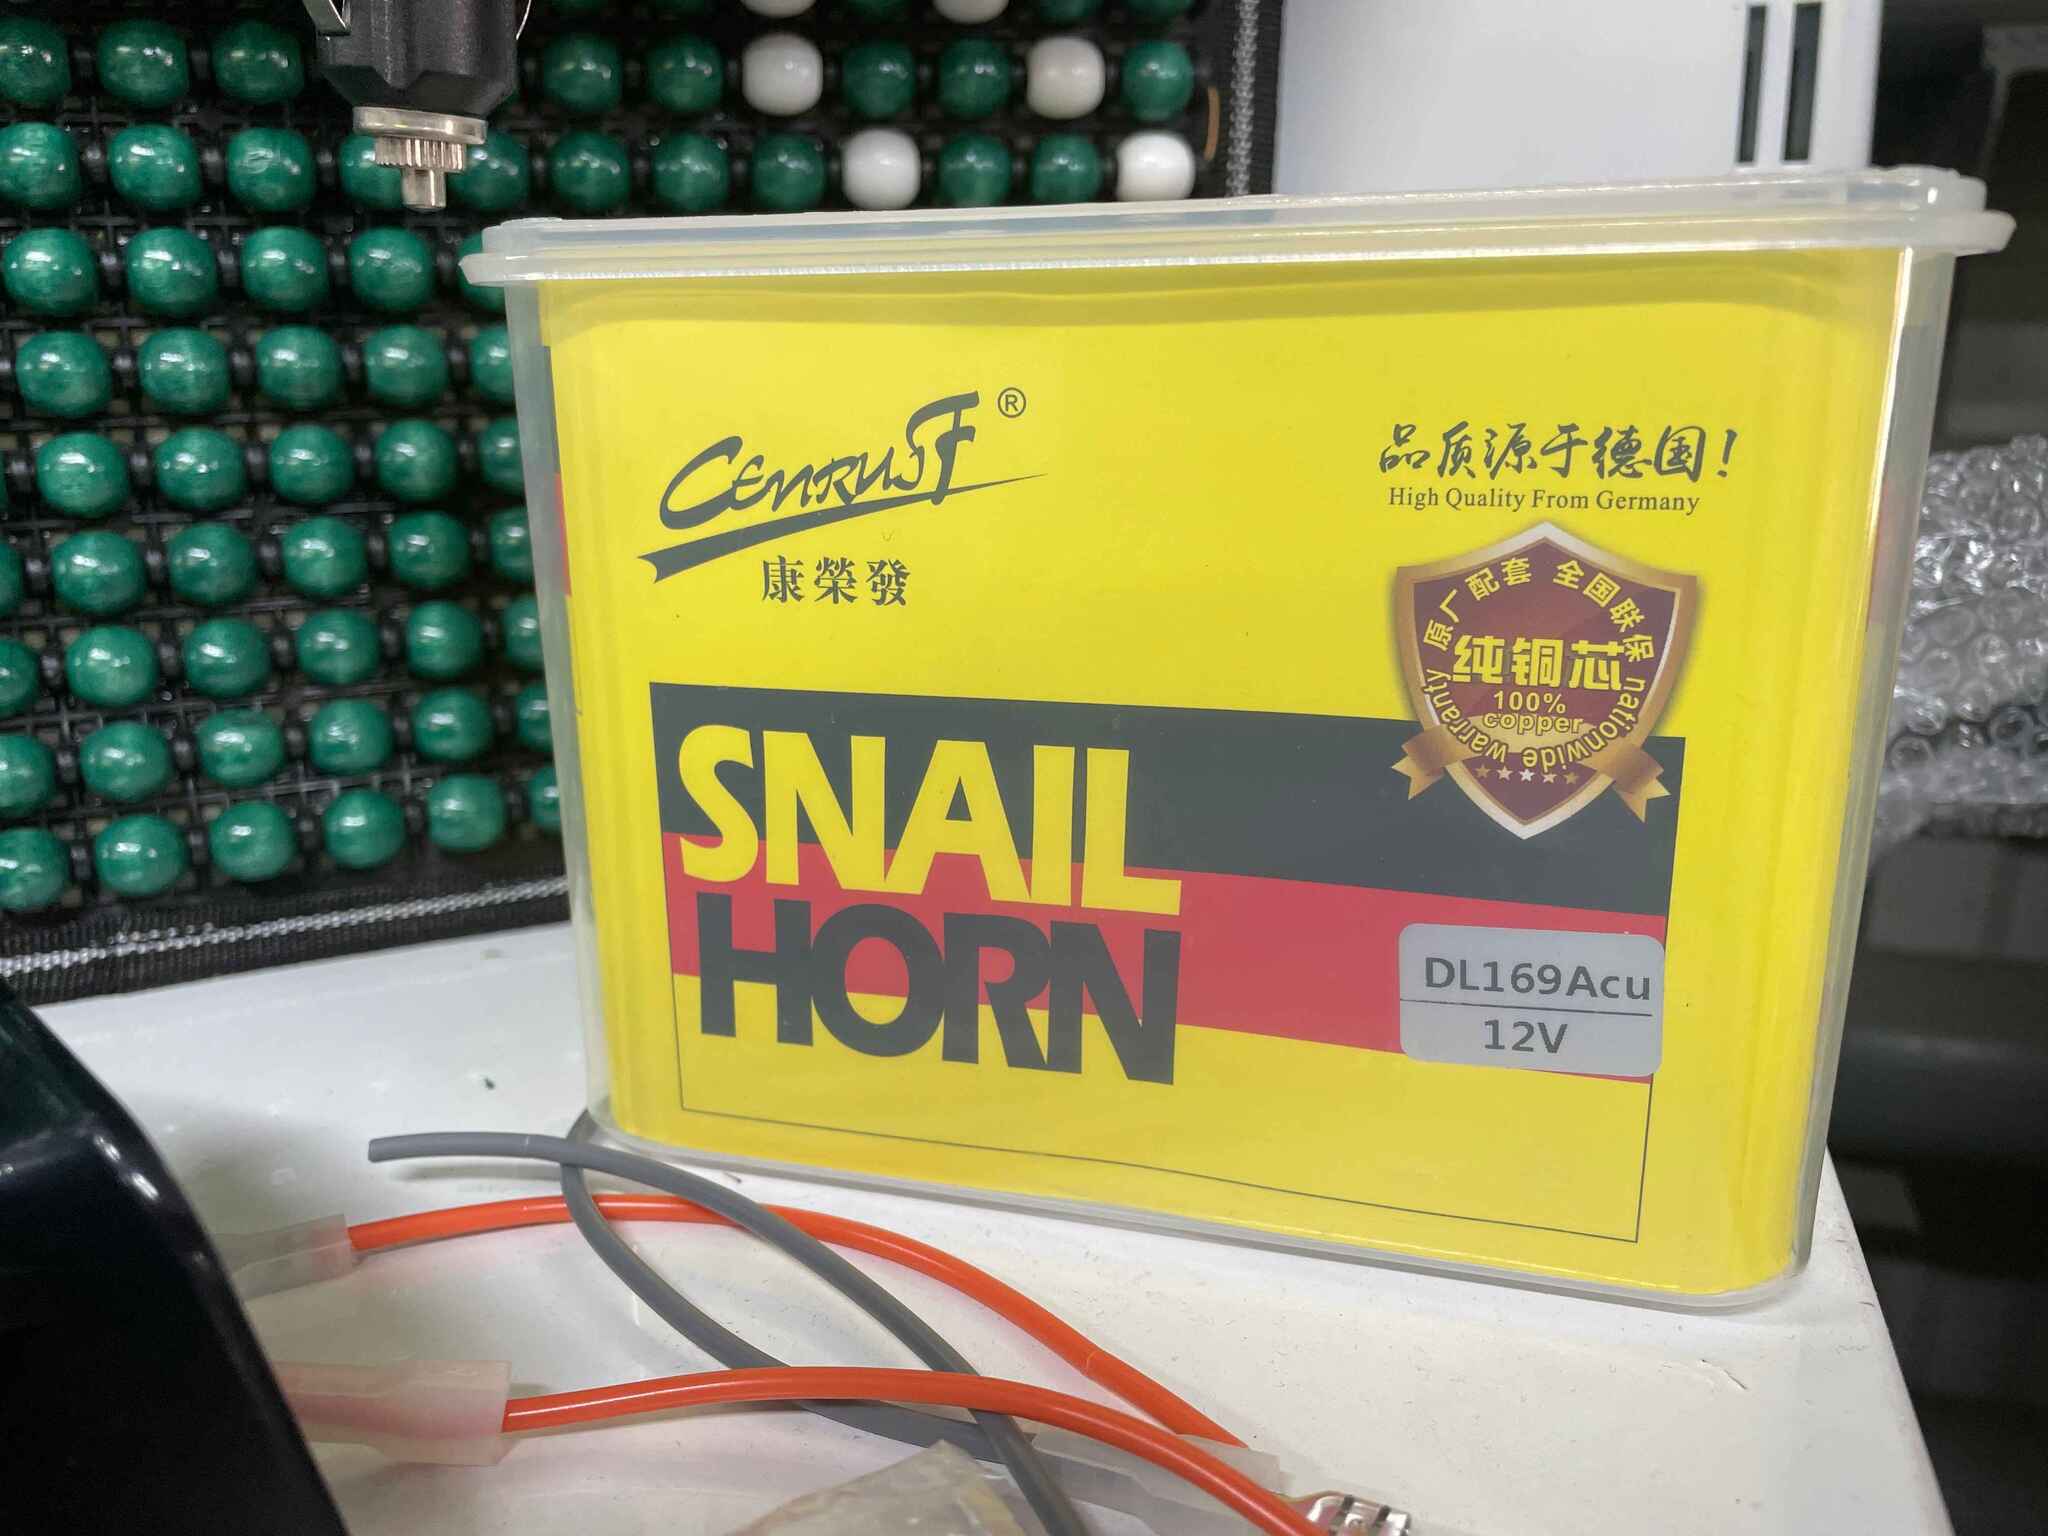 CENRUSF®
康榮發
品质源于德国!
High Quality From Germany
原厂配套 全国联保
纯铜芯
100%
copper
nationwide warranty
SNAIL
HORN
DL169Acu
12V